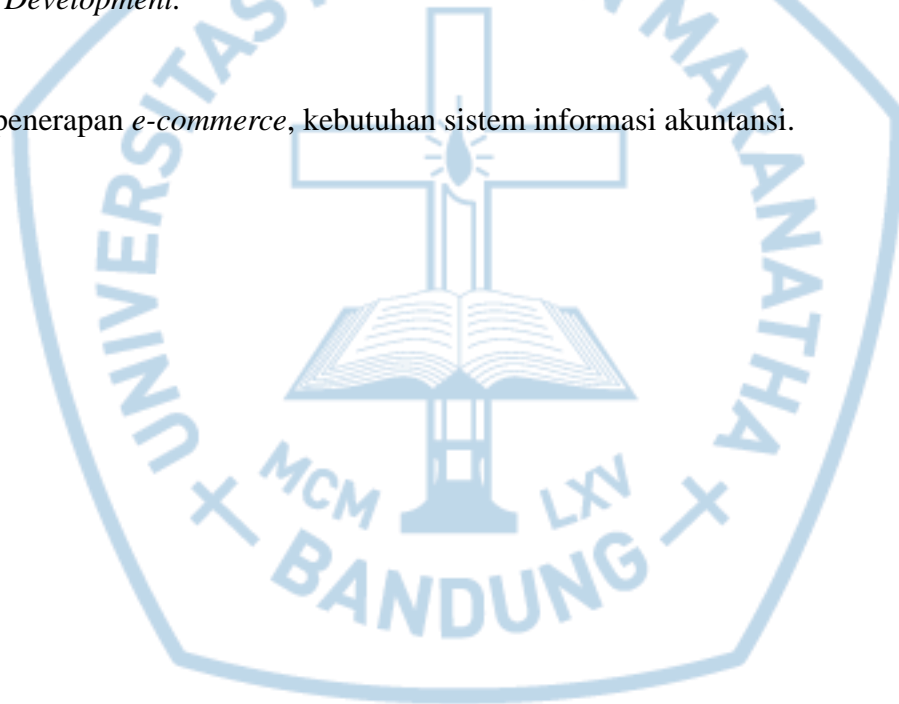 Development.
penerapan e-commerce, kebutuhan sistem informasi akuntansi.
UNIVERSITAS
MARANATHA
MCM
LXV
BANDUNG